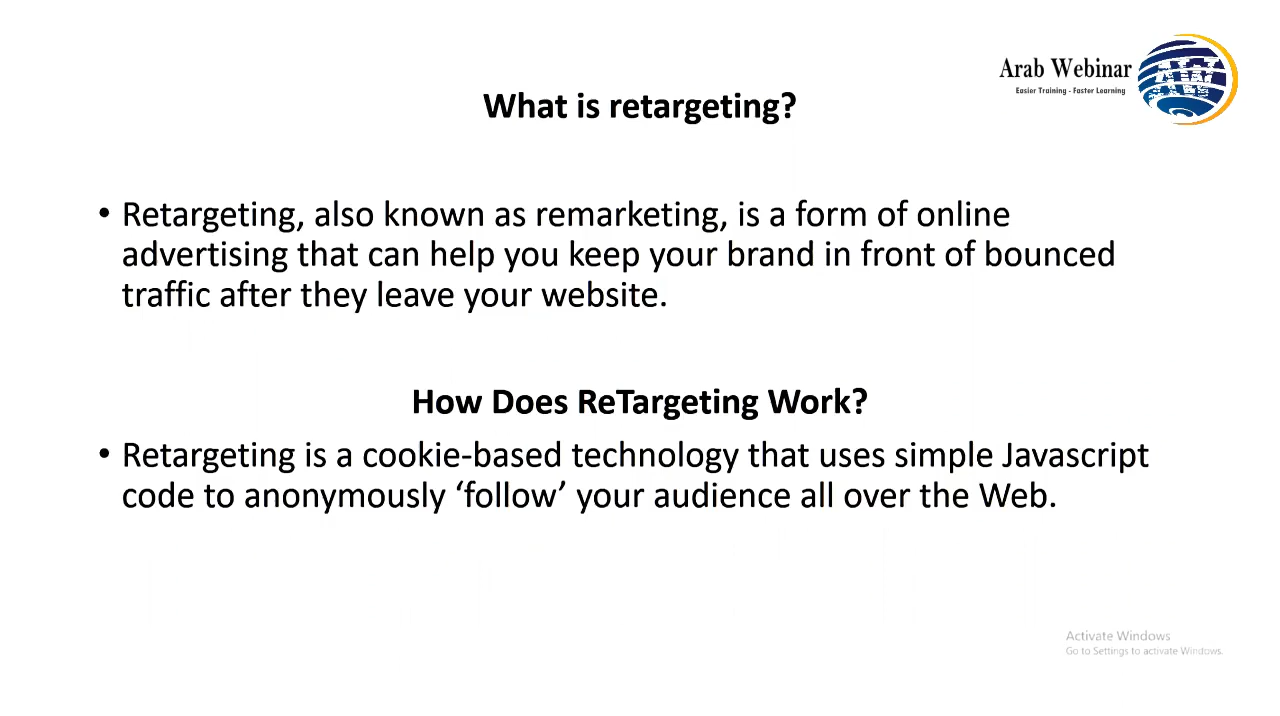 Arab Webinar
Easier Training - Faster Learning
What is retargeting?
• Retargeting, also known as remarketing, is a form of online
advertising that can help you keep your brand in front of bounced
traffic after they leave your website.
How Does ReTargeting Work?
• Retargeting is a cookie-based technology that uses simple Javascript
code to anonymously ‘follow’ your audience all over the Web.
Activate Windows
Go to Settings to activate Windows.